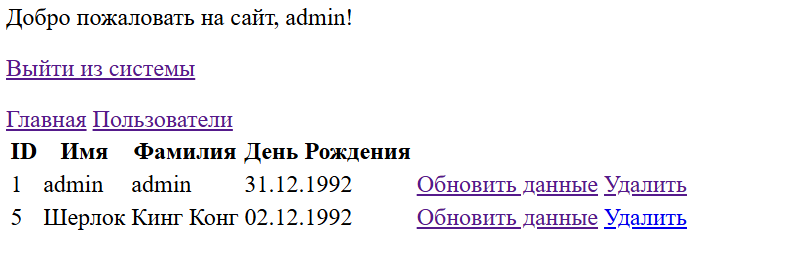 Добро пожаловать на сайт, admin!
Выйти из системы
Главная Пользователи
ID Имя Фамилия День Рождения
1 admin admin 31.12.1992 Обновить данные Удалить
5 Шерлок Кинг Конг 02.12.1992 Обновить данные Удалить